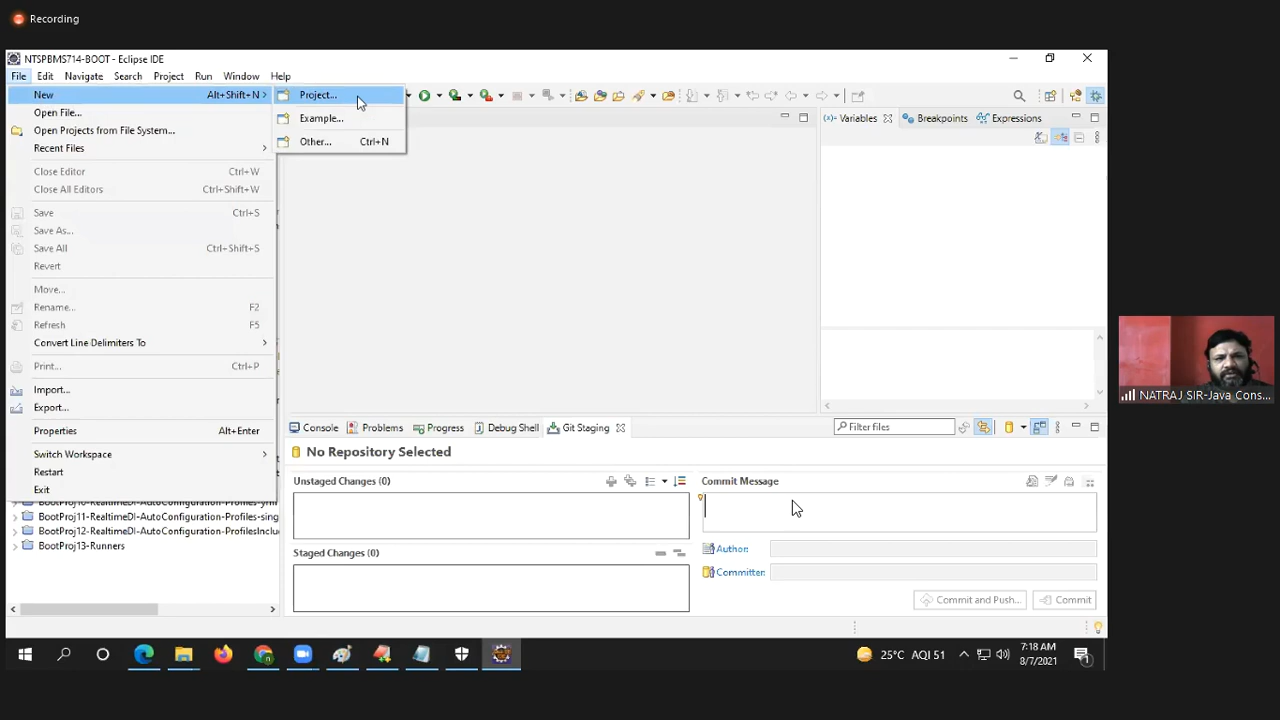 Recording
NTSPBMS714-BOOT - Eclipse IDE
File Edit Navigate Search Project Run Window Help
New Alt+Shift+N
Project...
Open File...
Example...
Open Projects from File System...
Other... Ctrl+N
Recent Files
Variables
Breakpoints
Expressions
Close Editor Ctrl+W
Close All Editors Ctrl+Shift+W
Save Ctrl+S
Save As...
Save All Ctrl+Shift+S
Revert
Move...
Rename... F2
Refresh F5
Convert Line Delimiters To
Print... Ctrl+P
Import...
Export...
Properties Alt+Enter
Switch Workspace
Restart
Exit
BootProj11-RealtimeDI-AutoConfiguration-Profiles-sing
BootProj12-RealtimeDI-AutoConfiguration-ProfilesInclude
BootProj13-Runners
Console Problems Progress Debug Shell Git Staging
Filter files
No Repository Selected
Unstaged Changes (0)
Commit Message
Staged Changes (0)
Author:
Committer:
Commit and Push... Commit
NATRAJ SIR-Java Cons...
25°C AQI 51
7:18 AM
8/7/2021
1